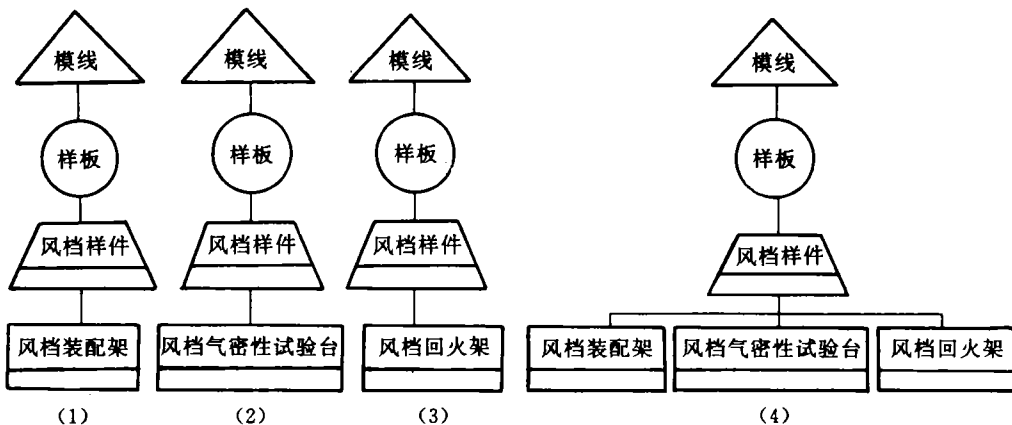 模线
模线
模线
模线
样板
样板
样板
样板
风档样件
风档样件
风档样件
风档样件
风档装配架
风档气密性试验台
风档回火架
风档装配架
风档气密性试验台
风档回火架
(1)
(2)
(3)
(4)